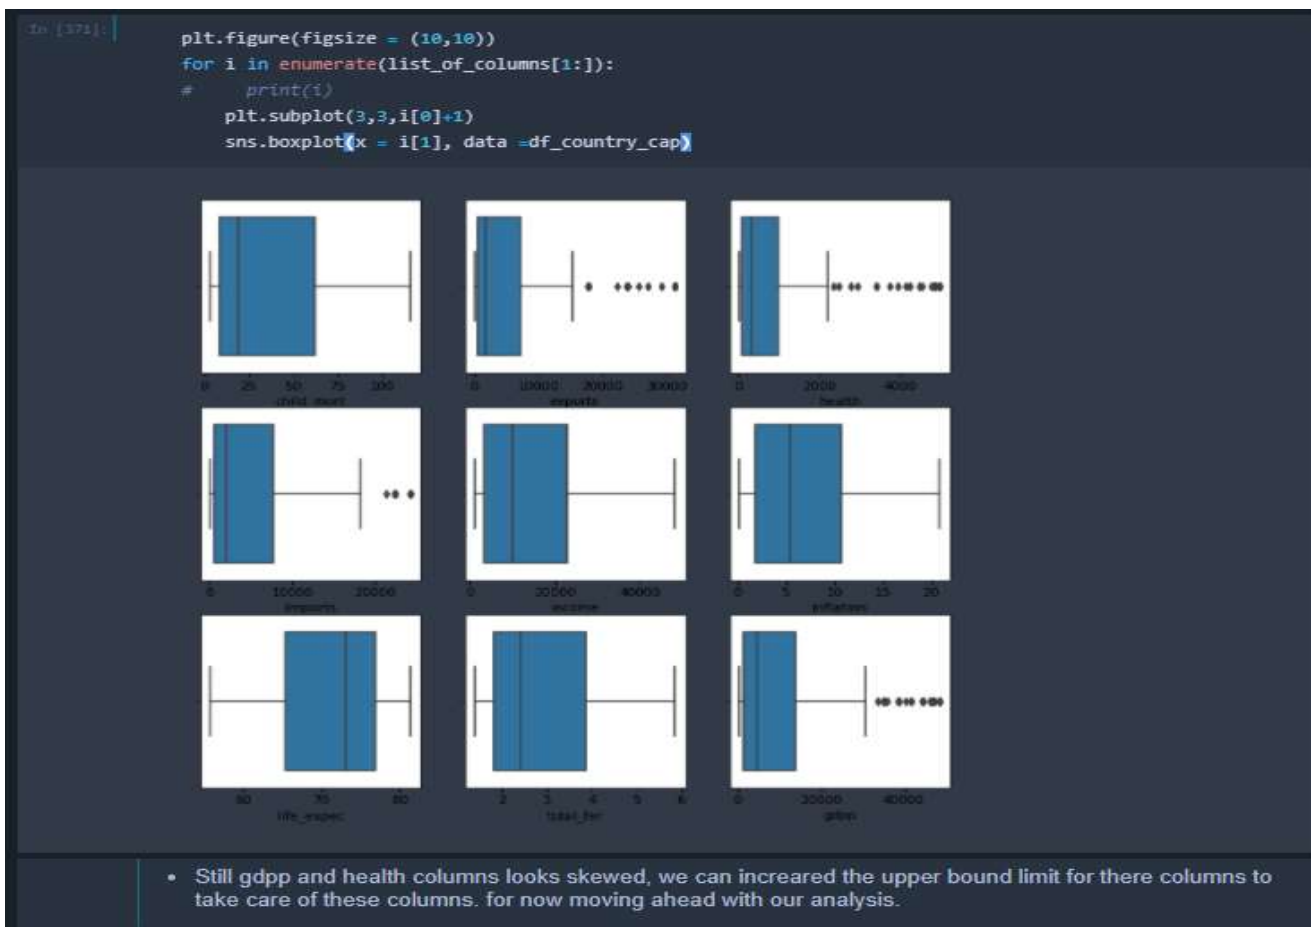 In [371]:
plt.figure(figsize = (10,10))
for i in enumerate(list_of_columns[1:]):
#     print(i)
    plt.subplot(3,3,i[0]+1)
    sns.boxplot(x = i[1], data =df_country_cap)
0 25 50 75 100
child_mort
0 10000 20000 30000
exports
0 2000 4000
health
0 10000 20000
imports
0 20000 40000
income
0 5 10 15 20
inflation
60 70 80
life_expec
2 3 4 5 6
total_fer
0 20000 40000
gdpp
• Still gdpp and health columns looks skewed, we can increared the upper bound limit for there columns to
take care of these columns. for now moving ahead with our analysis.